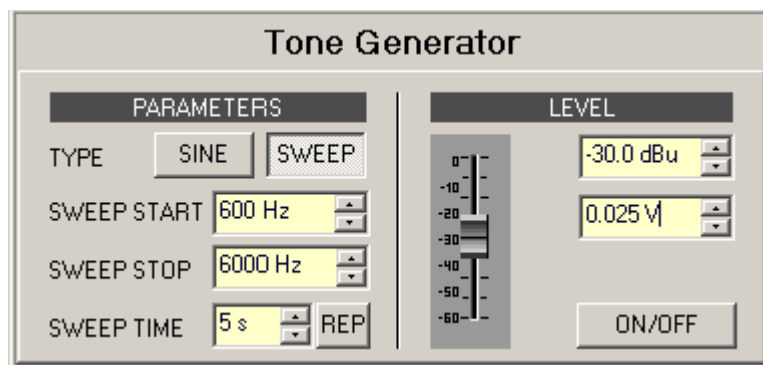 Tone Generator
PARAMETERS
TYPE SINE SWEEP
SWEEP START 600 Hz
SWEEP STOP 6000 Hz
SWEEP TIME 5 s REP
LEVEL
0
-10
-20
-30
-40
-50
-60
-30.0 dBu
0.025 V
ON/OFF